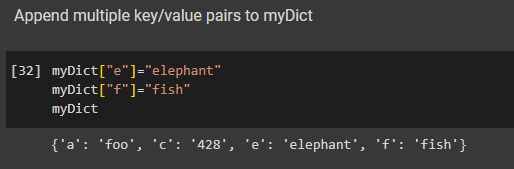 Append multiple key/value pairs to myDict
[32] myDict["e"]="elephant"
myDict["f"]="fish"
myDict
{'a': 'foo', 'c': '428', 'e': 'elephant', 'f': 'fish'}